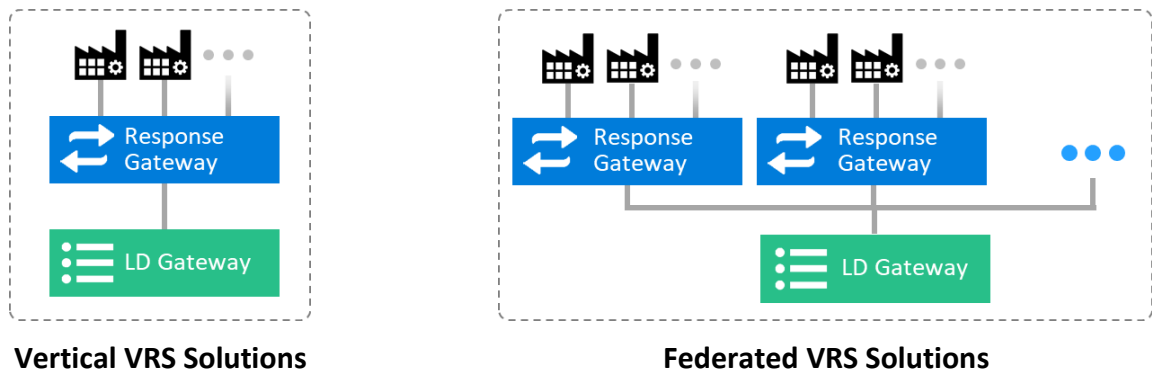 Response
Gateway
LD Gateway
Vertical VRS Solutions
Response
Gateway
Response
Gateway
LD Gateway
Federated VRS Solutions